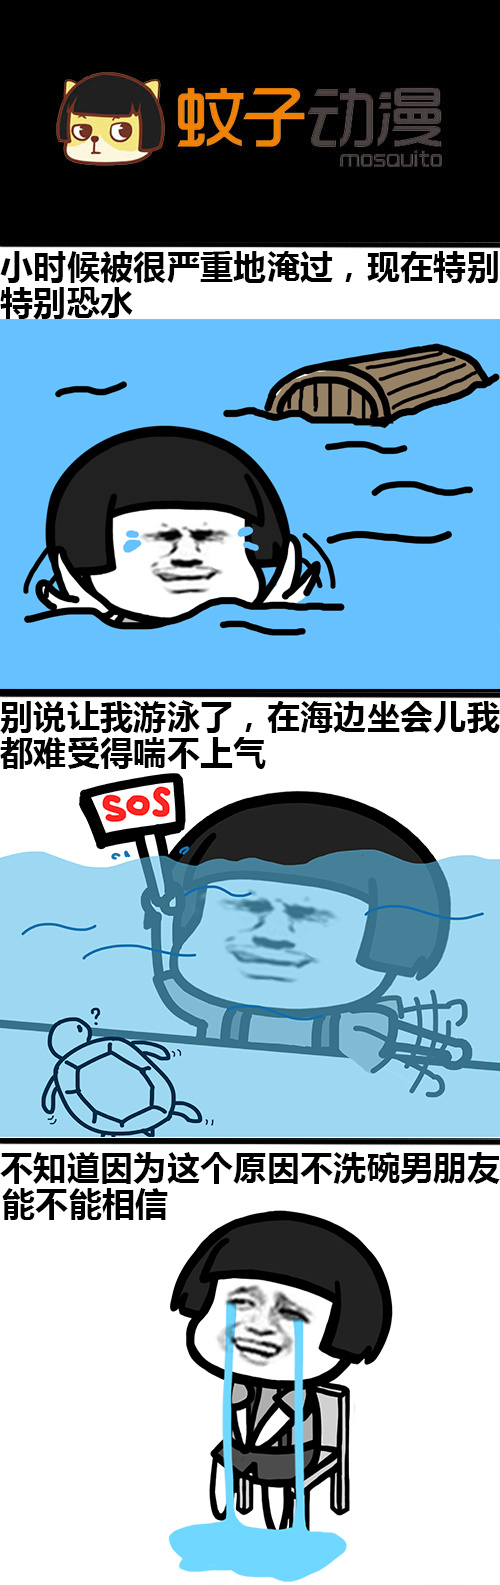 蚊子动漫
mosquito
小时候被很严重地淹过，现在特别
特别恐水
别说让我游泳了，在海边坐会儿我
都难受得喘不上气
SOS
?
不知道因为这个原因不洗碗男朋友
能不能相信